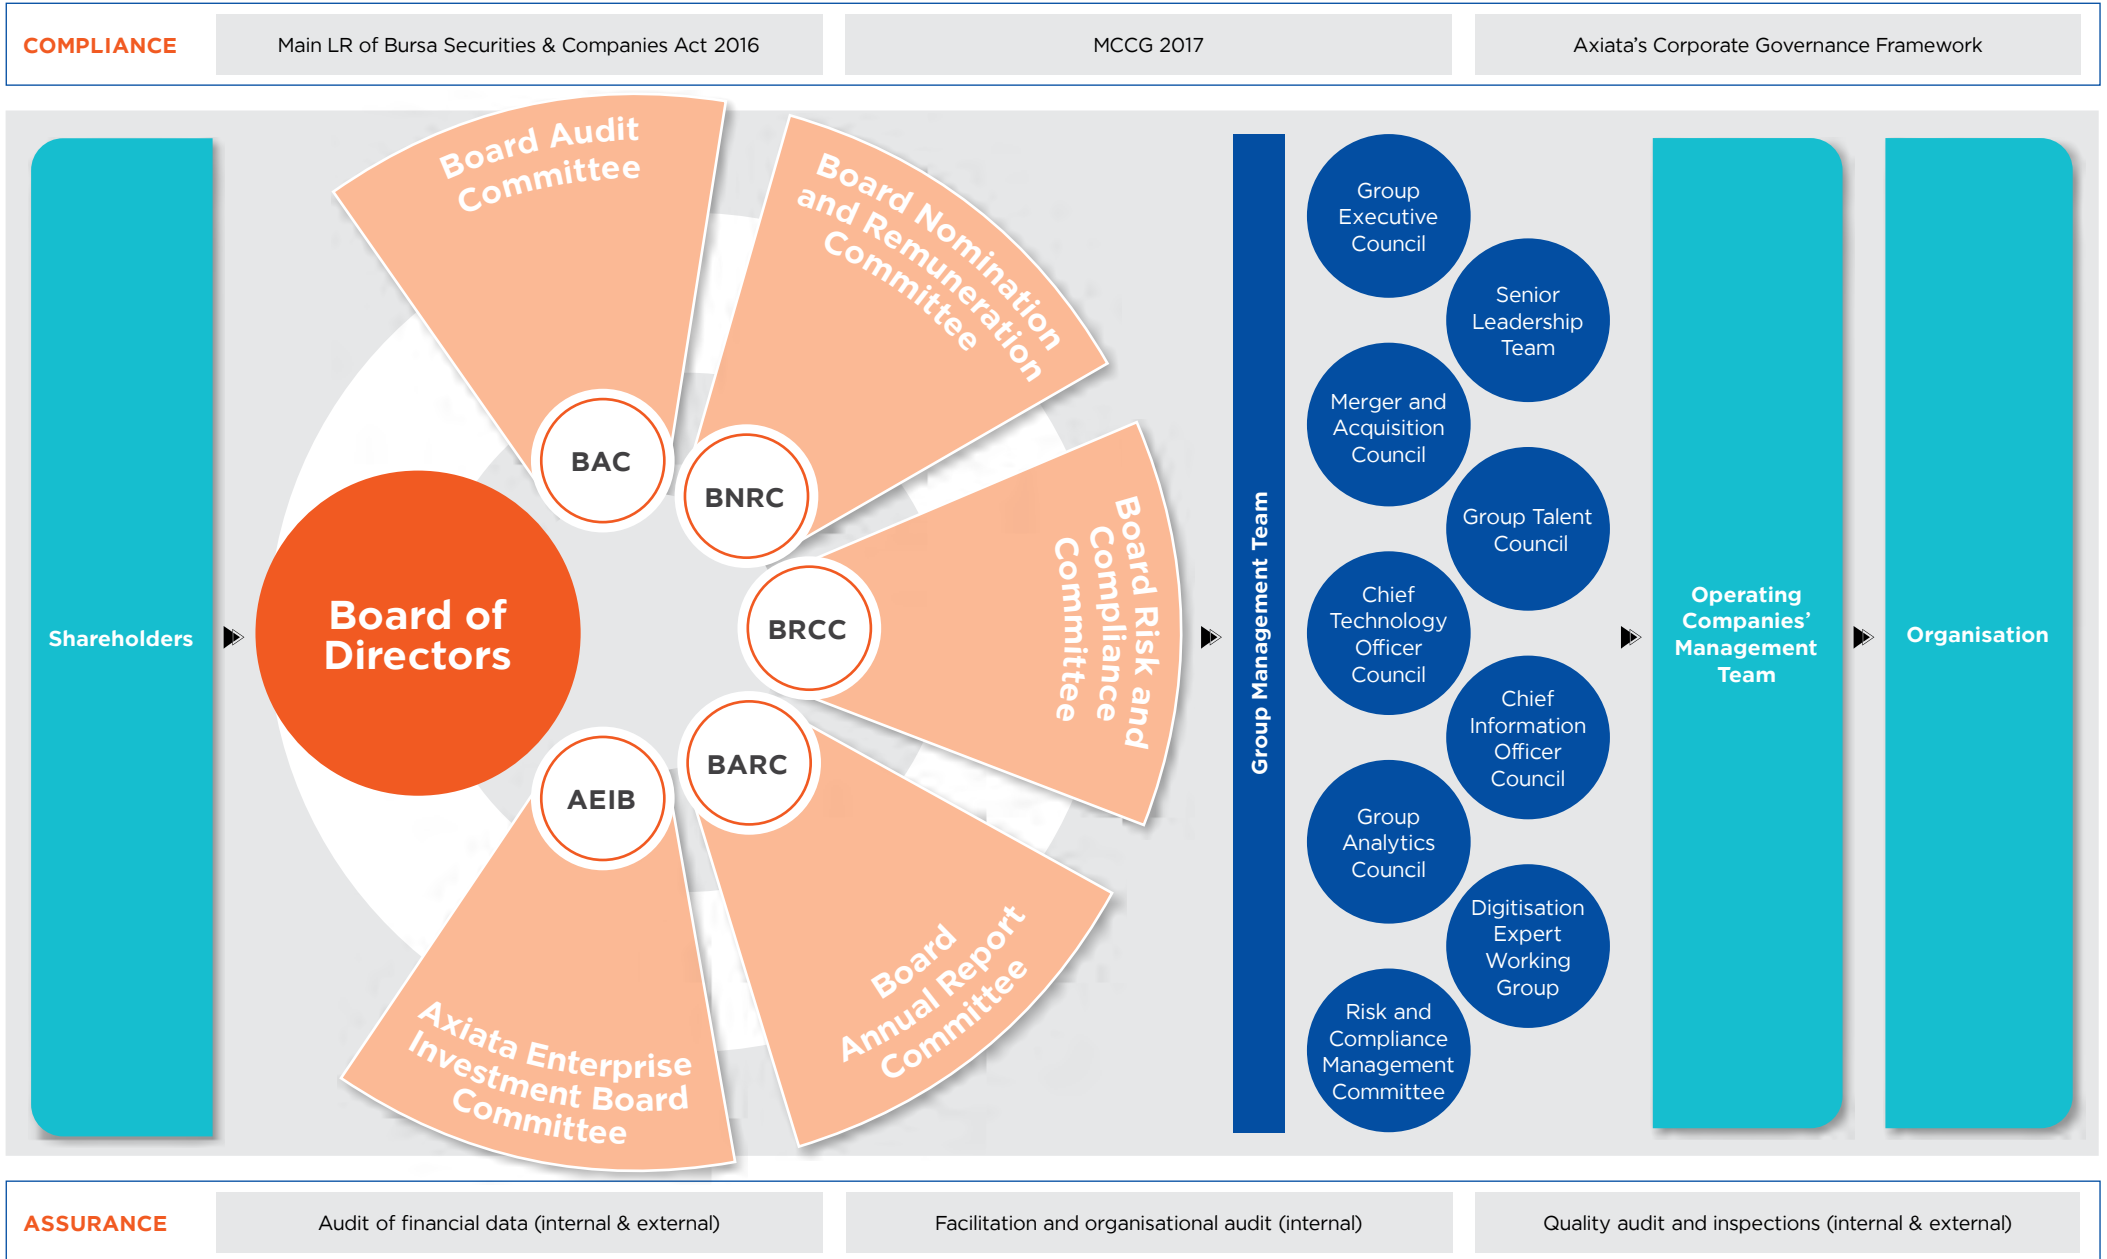 COMPLIANCE
Main LR of Bursa Securities & Companies Act 2016
MCCG 2017
Axiata’s Corporate Governance Framework
Shareholders
Board of
Directors
Board Audit
Committee
BAC
Board Nomination
and Remuneration
Committee
BNRC
Board Risk and
Compliance
Committee
BRCC
Board
Annual Report
Committee
BARC
Axiata Enterprise
Investment Board
Committee
AEIB
Group Management Team
Group
Executive
Council
Senior
Leadership
Team
Merger and
Acquisition
Council
Group Talent
Council
Chief
Technology
Officer
Council
Chief
Information
Officer
Council
Group
Analytics
Council
Digitisation
Expert
Working
Group
Risk and
Compliance
Management
Committee
Operating
Companies’
Management
Team
Organisation
ASSURANCE
Audit of financial data (internal & external)
Facilitation and organisational audit (internal)
Quality audit and inspections (internal & external)